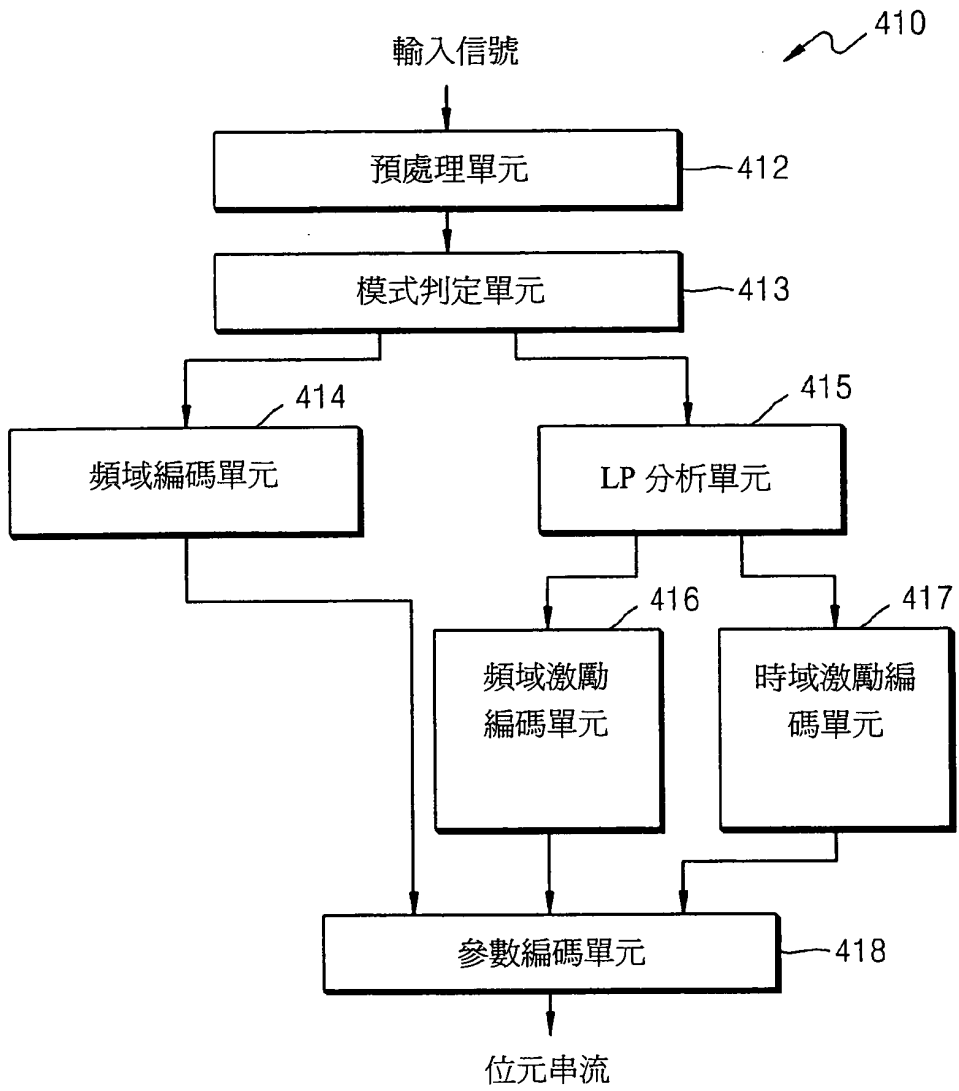 410
輸入信號
預處理單元
412
模式判定單元
413
414
415
頻域編碼單元
LP 分析單元
416
417
頻域激勵
編碼單元
時域激勵編
碼單元
參數編碼單元
418
位元串流